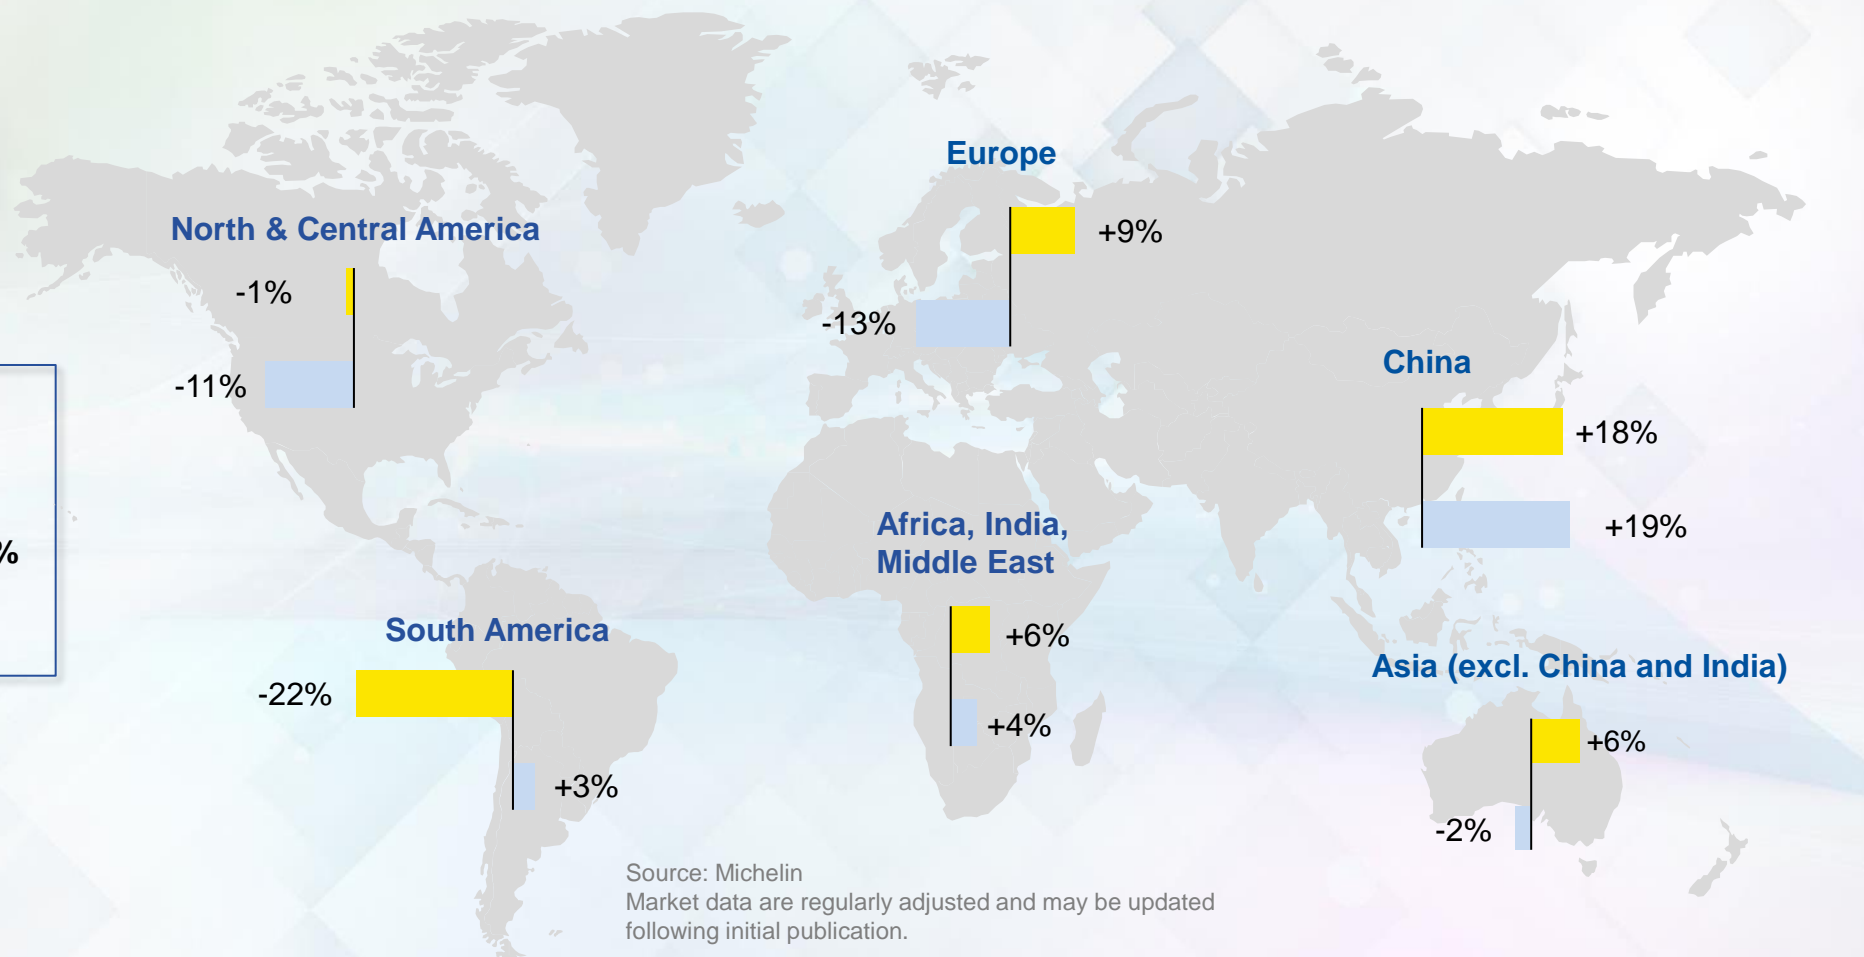 Europe
+9%
-13%
North & Central America
-1%
-11%
China
+18%
+19%
%
Africa, India,
Middle East
+6%
+4%
South America
-22%
+3%
Asia (excl. China and India)
+6%
-2%
Source: Michelin
Market data are regularly adjusted and may be updated
following initial publication.